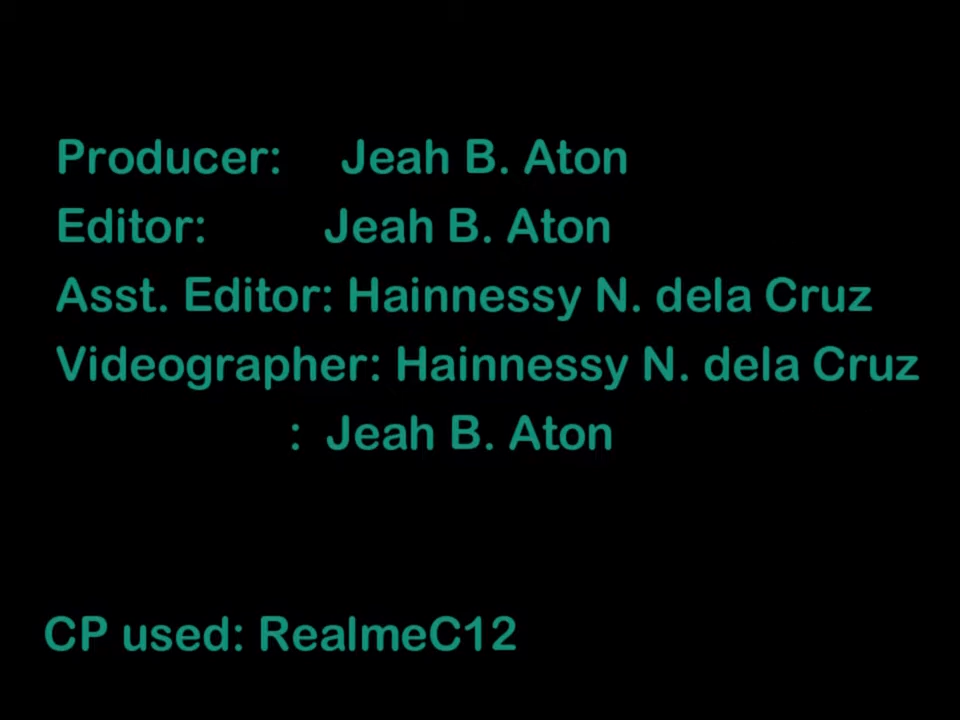 Producer: Jeah B. Aton
Editor: Jeah B. Aton
Asst. Editor: Hainnessy N. dela Cruz
Videographer: Hainnessy N. dela Cruz
: Jeah B. Aton
CP used: RealmeC12